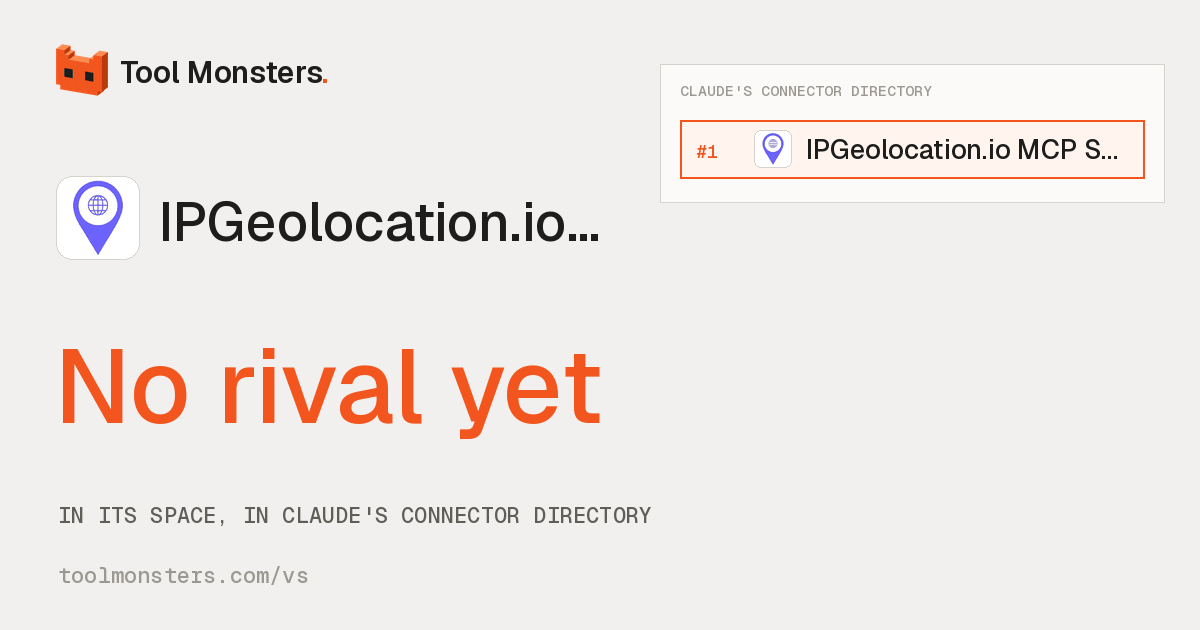 Tool Monsters.
IPGeolocation.io...
No rival yet
IN ITS SPACE, IN CLAUDE'S CONNECTOR DIRECTORY
toolmonsters.com/vs
CLAUDE'S CONNECTOR DIRECTORY
#1 IPGeolocation.io MCP S...